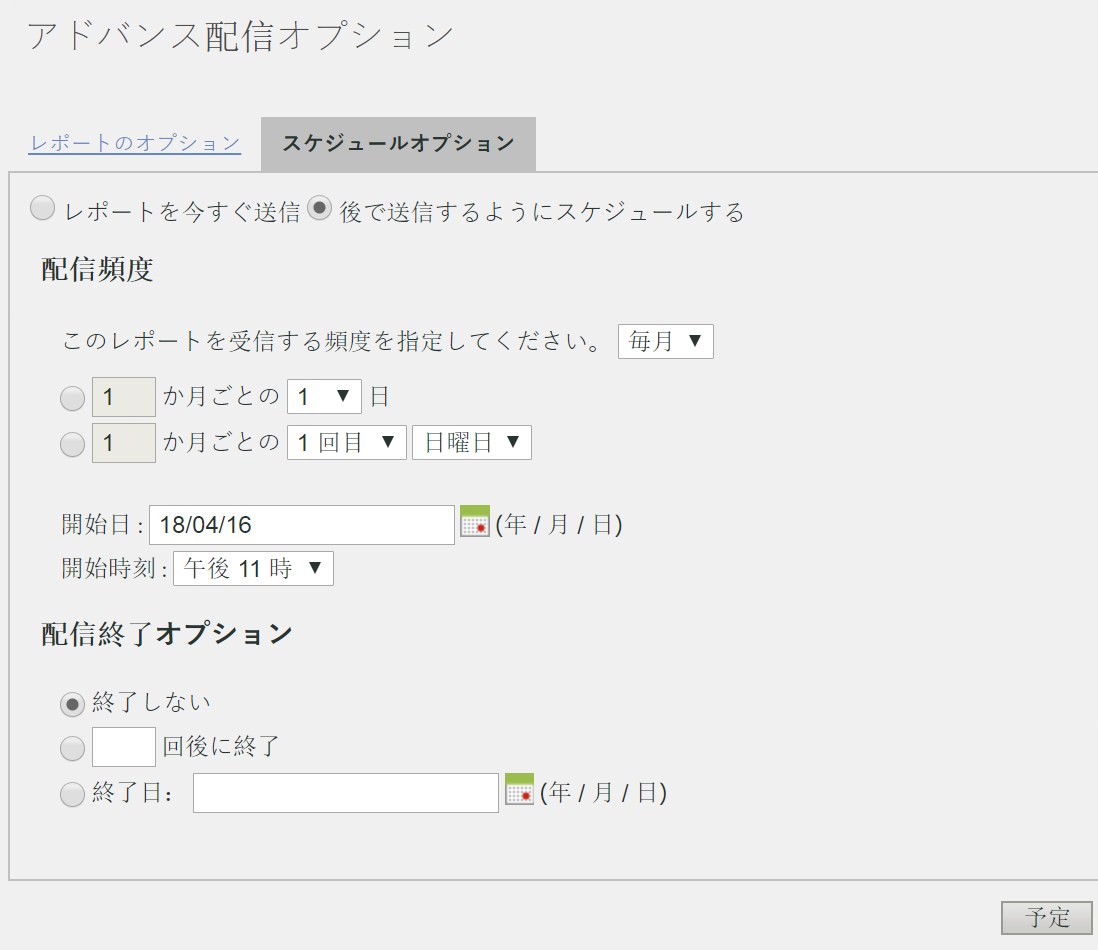 アドバンス配信オプション
レポートのオプション スケジュールオプション
レポートを今すぐ送信 後で送信するようにスケジュールする
配信頻度
このレポートを受信する頻度を指定してください。 毎月 ▼
1 か月ごとの 1 ▼ 日
1 か月ごとの 1 回目 ▼ 日曜日 ▼
開始日 : 18/04/16 (年 / 月 / 日)
開始時刻 : 午後 11 時 ▼
配信終了オプション
終了しない
回後に終了
終了日: (年 / 月 / 日)
予定